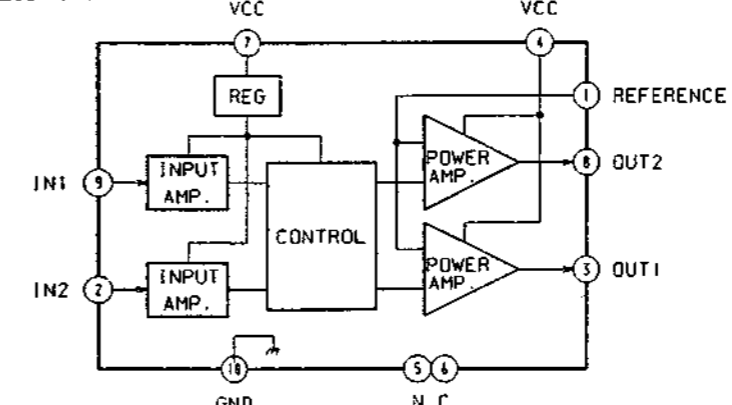 VCC VCC
7 4
REG
1 REFERENCE
IN1 9 INPUT AMP.
POWER AMP. 8 OUT2
CONTROL
IN2 2 INPUT AMP.
POWER AMP. 3 OUT1
10 5 6
GND N.C